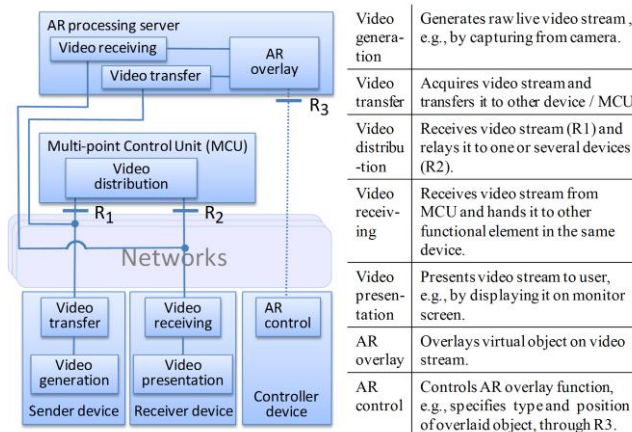 AR processing server
Video receiving
Video transfer
AR
overlay
R3
Multi-point Control Unit (MCU)
Video
distribution
R1
R2
Networks
Video
transfer
Video
generation
Sender device
Video
receiving
Video
presentation
Receiver device
AR
control
Controller
device
Video
genera-
tion
Generates raw live video stream ,
e.g., by capturing from camera.
Video
transfer
Acquires video stream and
transfers it to other device / MCU
Video
distribu
-tion
Receives video stream (R1) and
relays it to one or several devices
(R2).
Video
receiv-
ing
Receives video stream from
MCU and hands it to other
functional element in the same
device.
Video
presen-
tation
Presents video stream to user,
e.g., by displaying it on monitor
screen.
AR
overlay
Overlays virtual object on video
stream.
AR
control
Controls AR overlay function,
e.g., specifies type and position
of overlaid object, through R3.